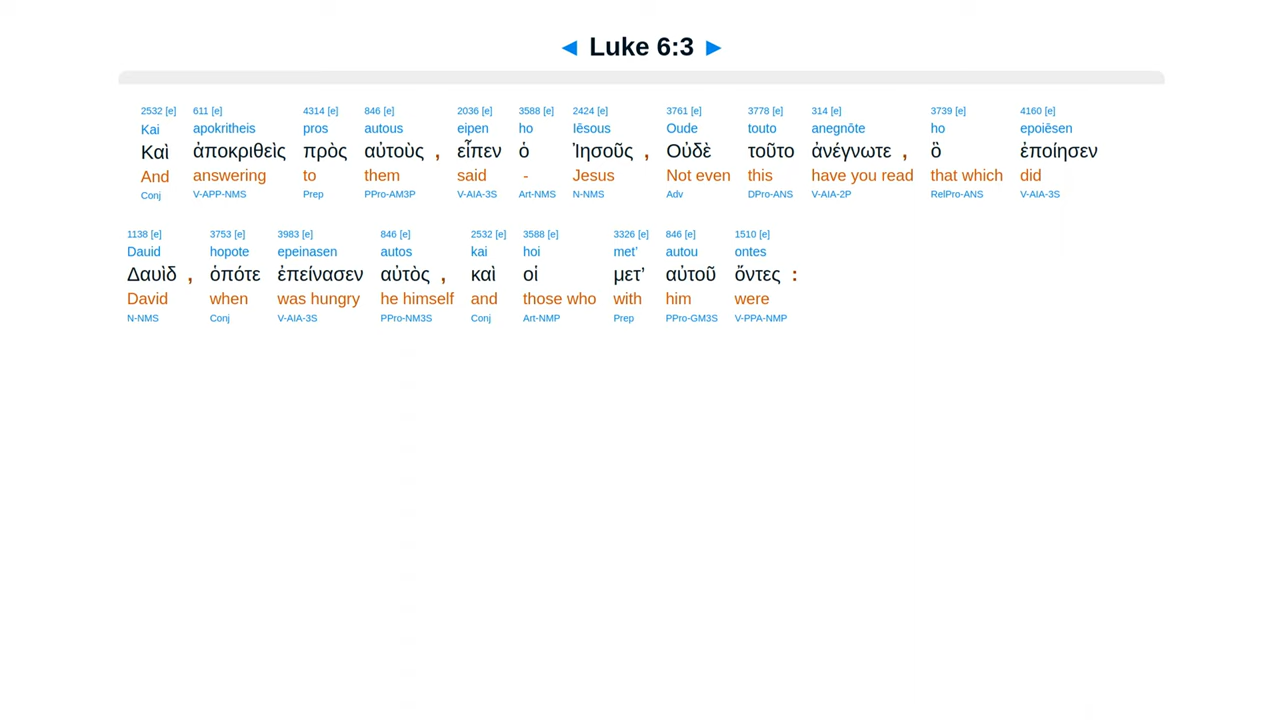 ◄ Luke 6:3 ►
2532 [e] 611 [e] 4314 [e] 846 [e] 2036 [e] 3588 [e] 2424 [e] 3761 [e] 3778 [e] 314 [e] 3739 [e] 4160 [e]
Kai apokritheis pros autous eipen ho Iēsous Oude touto anegnōte ho epoiēsen
Καὶ ἀποκριθεὶς πρὸς αὐτοὺς , εἶπεν ὁ Ἰησοῦς , Οὐδὲ τοῦτο ἀνέγνωτε , ὃ ἐποίησεν
And answering to them said - Jesus Not even this have you read that which did
Conj V-APP-NMS Prep PPro-AM3P V-AIA-3S Art-NMS N-NMS Adv DPro-ANS V-AIA-2P RelPro-ANS V-AIA-3S
1138 [e] 3753 [e] 3983 [e] 846 [e] 2532 [e] 3588 [e] 3326 [e] 846 [e] 1510 [e]
Dauid hopote epeinasen autos kai hoi met’ autou ontes
Δαυὶδ , ὁπότε ἐπείνασεν αὐτὸς , καὶ οἱ μετ’ αὐτοῦ ὄντες :
David when was hungry he himself and those who with him were
N-NMS Conj V-AIA-3S PPro-NM3S Conj Art-NMP Prep PPro-GM3S V-PPA-NMP